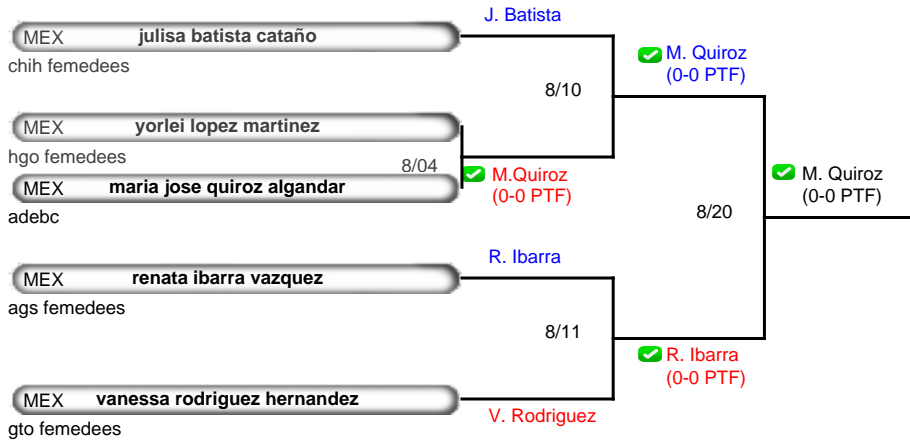 J. Batista
MEX julisa batista cataño
chih femedees
M. Quiroz
(0-0 PTF)
8/10
MEX yorlei lopez martinez
hgo femedees
8/04
M.Quiroz
(0-0 PTF)
MEX maria jose quiroz algandar
adebc
M. Quiroz
(0-0 PTF)
8/20
R. Ibarra
MEX renata ibarra vazquez
ags femedees
8/11
R. Ibarra
(0-0 PTF)
MEX vanessa rodriguez hernandez
gto femedees
V. Rodriguez